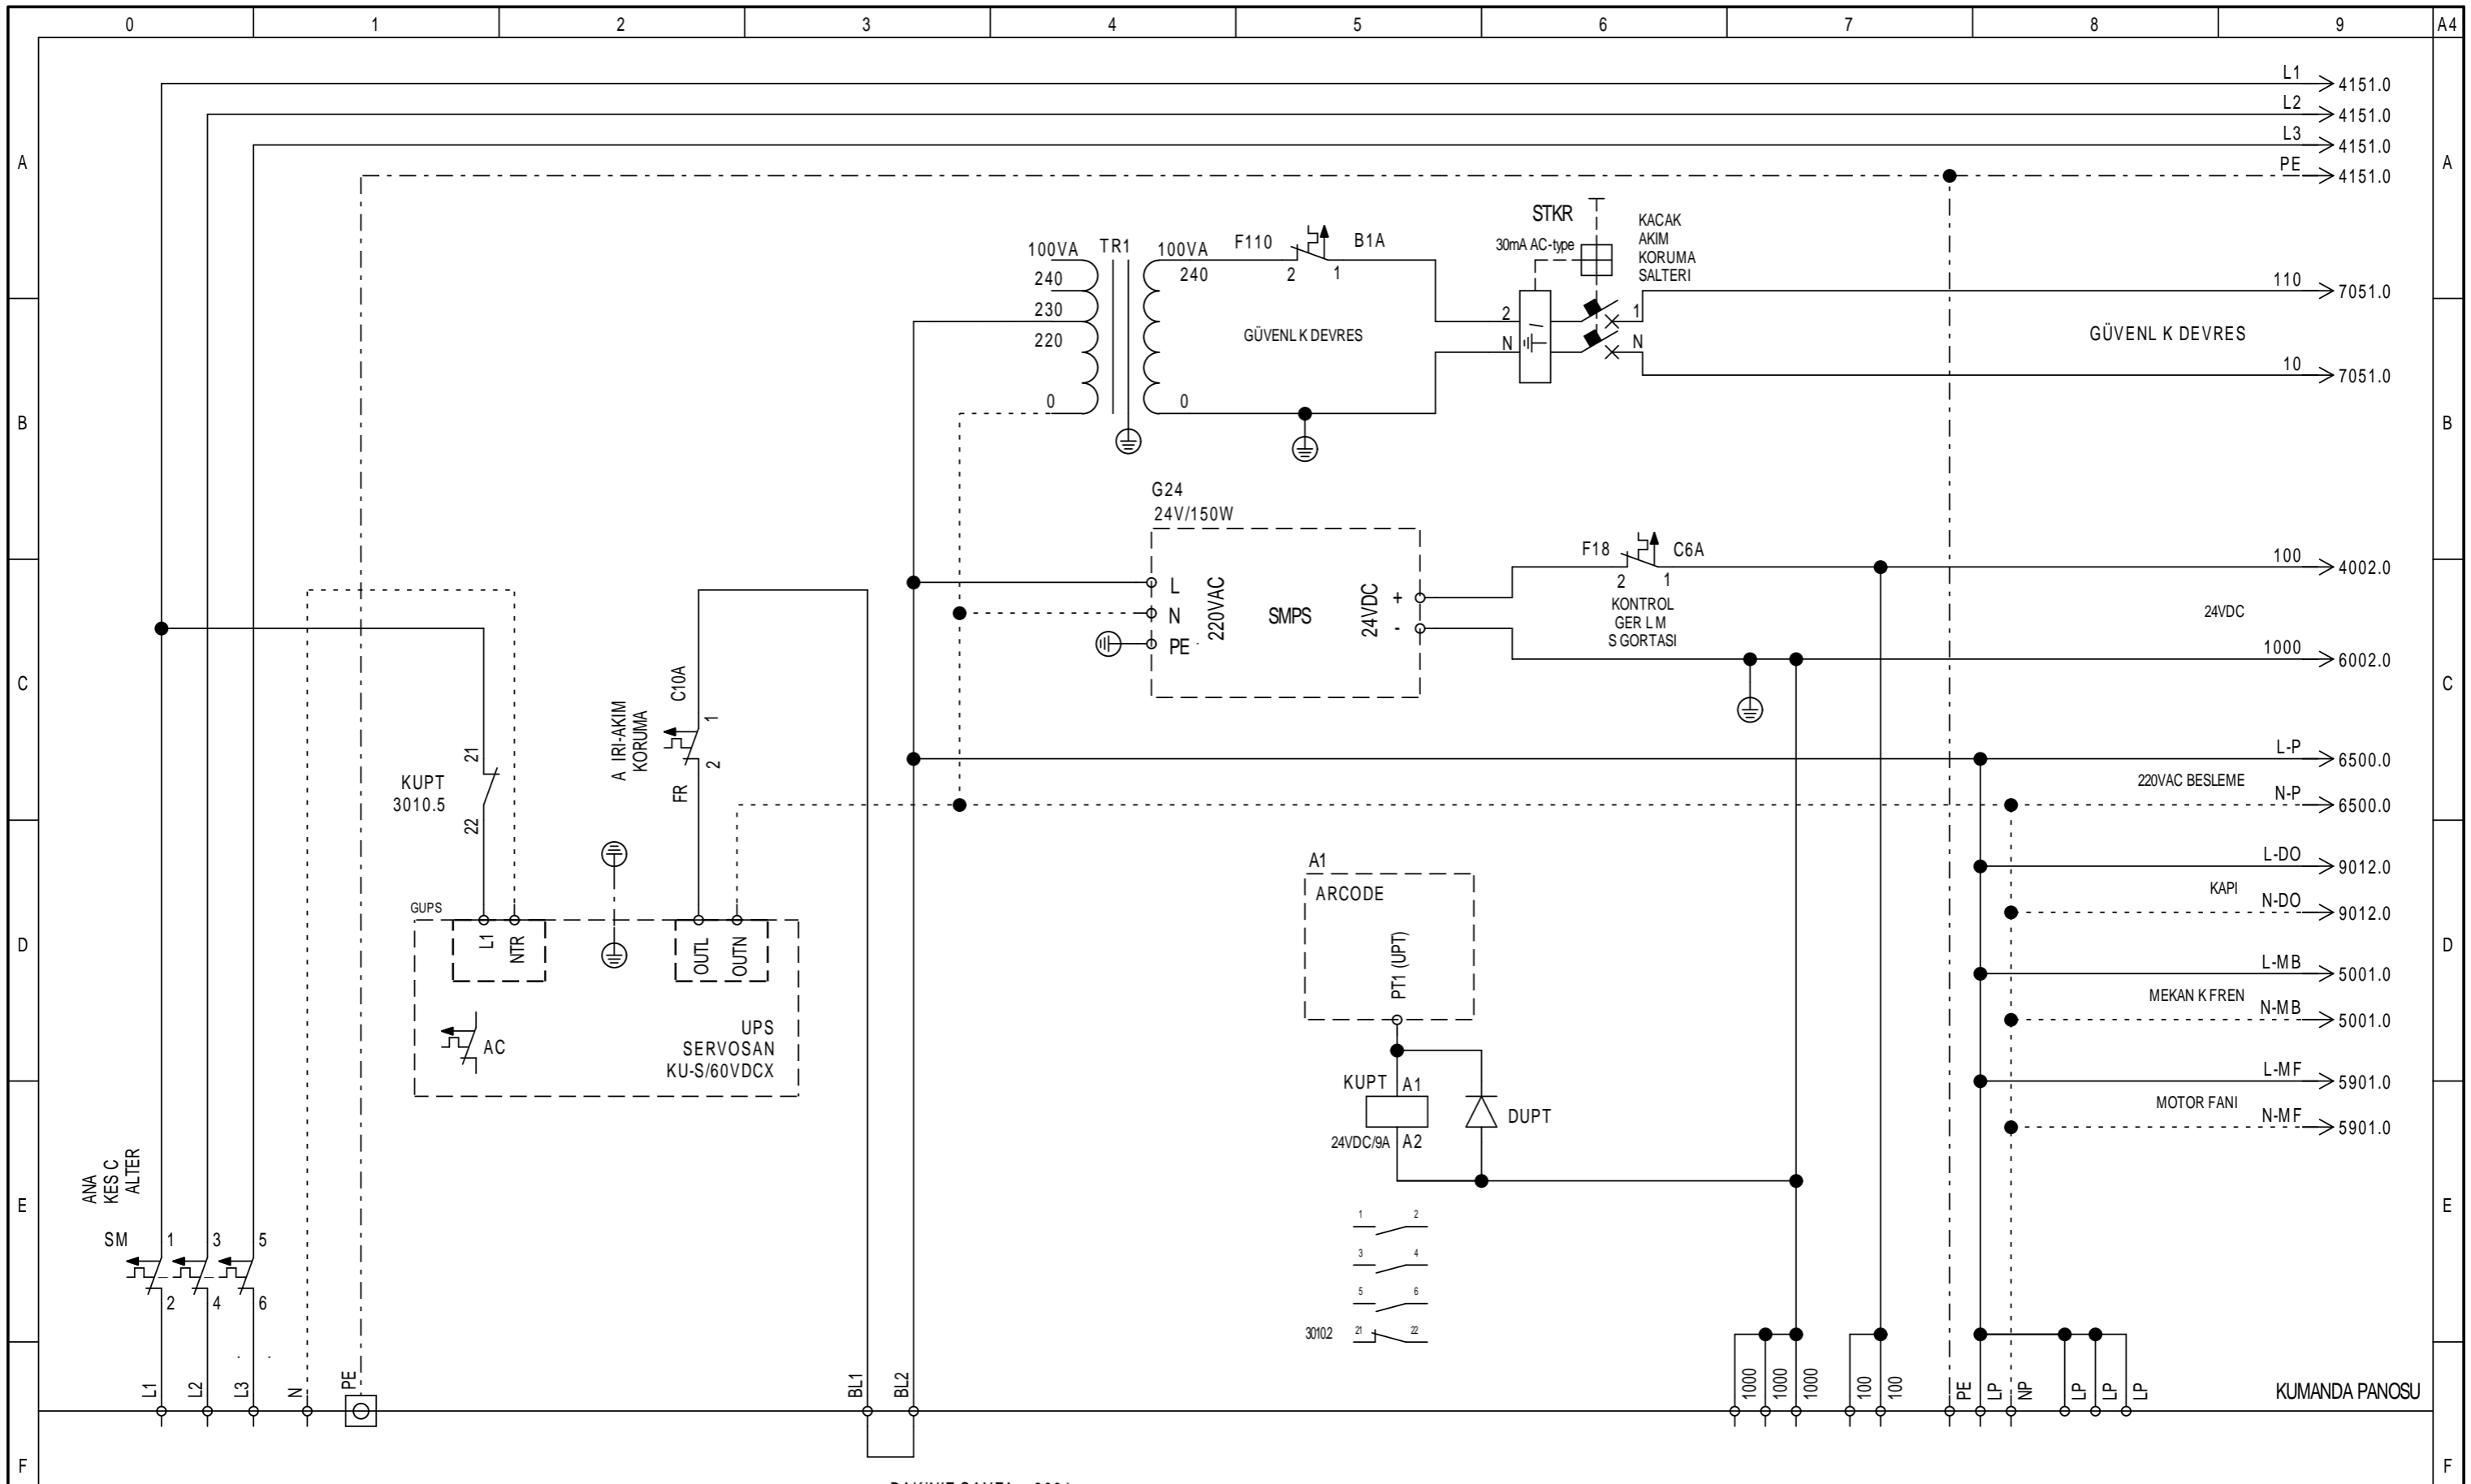 0 1 2 3 4 5 6 7 8 9 A4
L1 4151.0
L2 4151.0
L3 4151.0
A PE 4151.0 A
STKR
30mA AC-type
KACAK
AKIM
KORUMA
SALTERI
100VA TR1 100VA
240 240
230
220
0 0
F110 B1A
2 1
GÜVENL K DEVRES
2 1
N N
110 7051.0
GÜVENL K DEVRES
10 7051.0
B B
G24
24V/150W
L
N
PE
220VAC
SMPS
24VDC
+
-
F18 C6A
2 1
KONTROL
GER L M
S GORTASI
100 4002.0
24VDC
1000 6002.0
C C
KUPT
3010.5
21
22
A IRI-AKIM
KORUMA
C10A
FR
1
2
L-P 6500.0
220VAC BESLEME
N-P 6500.0
L-DO 9012.0
KAPI
N-DO 9012.0
D D
L-MB 5001.0
MEKAN K FREN
N-MB 5001.0
L-MF 5901.0
MOTOR FANI
N-MF 5901.0
GUPS
L1
NTR
OUTL
OUTN
AC
UPS
SERVOSAN
KU-S/60VDCX
A1
ARCODE
PT1 (UPT)
KUPT A1
24VDC/9A A2
DUPT
E E
ANA
KES C
ALTER
SM 1 3 5
2 4 6
1 2
3 4
5 6
3010.2 21 22
L1
L2
L3
N
PE
BL1
BL2
1000
1000
1000
100
100
PE
LP
NP
LP
LP
LP
KUMANDA PANOSU
F F